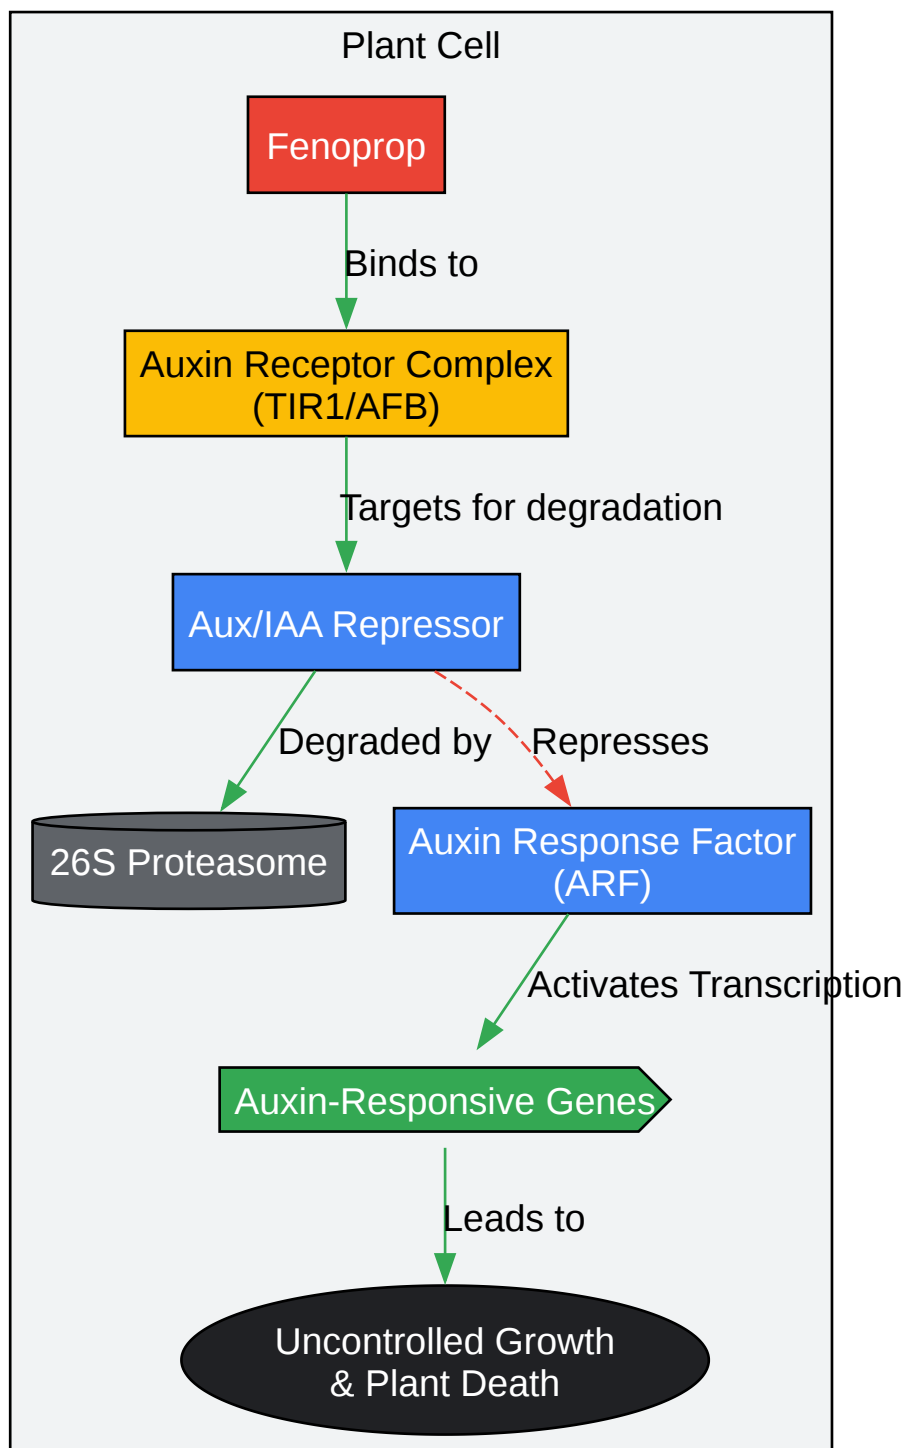 Plant Cell
Fenoprop
Binds to
Auxin Receptor Complex
(TIR1/AFB)
Targets for degradation
Aux/IAA Repressor
Degraded by
Represses
26S Proteasome
Auxin Response Factor
(ARF)
Activates Transcription
Auxin-Responsive Genes
Leads to
Uncontrolled Growth
& Plant Death